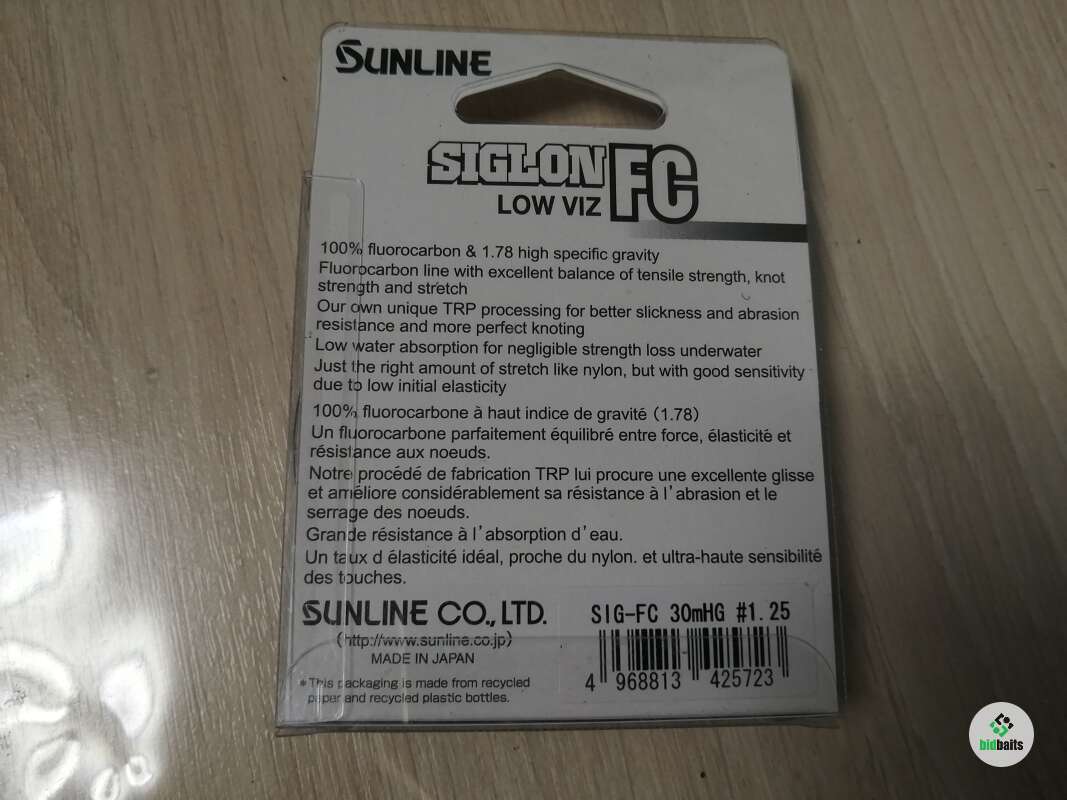 SUNLINE
SIGLON FC
LOW VIZ
100% fluorocarbon & 1.78 high specific gravity
Fluorocarbon line with excellent balance of tensile strength, knot
strength and stretch
Our own unique TRP processing for better slickness and abrasion
resistance and more perfect knoting
Low water absorption for negligible strength loss underwater
Just the right amount of stretch like nylon, but with good sensitivity
due to low initial elasticity
100% fluorocarbone à haut indice de gravité (1.78)
Un fluorocarbone parfaitement équilibré entre force, élasticité et
résistance aux noeuds.
Notre procédé de fabrication TRP lui procure une excellente glisse
et améliore considérablement sa résistance à l'abrasion et le
serrage des noeuds.
Grande résistance à l'absorption d'eau.
Un taux d élasticité idéal, proche du nylon. et ultra-haute sensibilité
des touches.
SUNLINE CO., LTD.
(http://www.sunline.co.jp)
MADE IN JAPAN
*This packaging is made from recycled
paper and recycled plastic bottles.
SIG-FC 30mHG #1.25
4 968813 425723
bidbaits